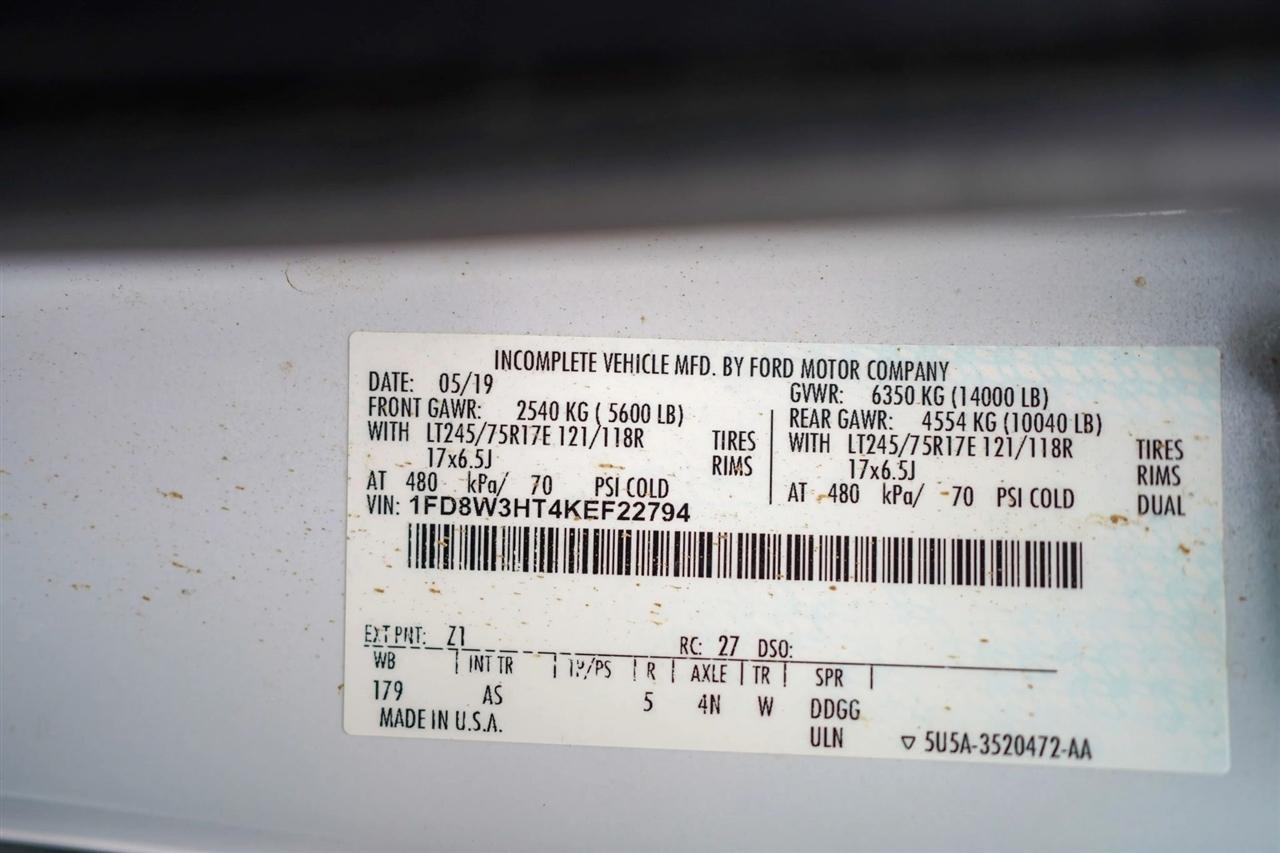 INCOMPLETE VEHICLE MFD. BY FORD MOTOR COMPANY
DATE: 05/19 GVWR: 6350 KG (14000 LB)
FRONT GAWR: 2540 KG ( 5600 LB) REAR GAWR: 4554 KG (10040 LB)
WITH LT245/75R17E 121/118R TIRES WITH LT245/75R17E 121/118R TIRES
17x6.5J RIMS 17x6.5J RIMS
AT 480 kPa/ 70 PSI COLD AT 480 kPa/ 70 PSI COLD DUAL
VIN: 1FD8W3HT4KEF22794
EXT PNT: Z1 RC: 27 DSO:
WB | INT TR | TP/PS | R | AXLE | TR | SPR |
179 AS 5 4N W DDGG
MADE IN U.S.A. ULN ▽ 5U5A-3520472-AA